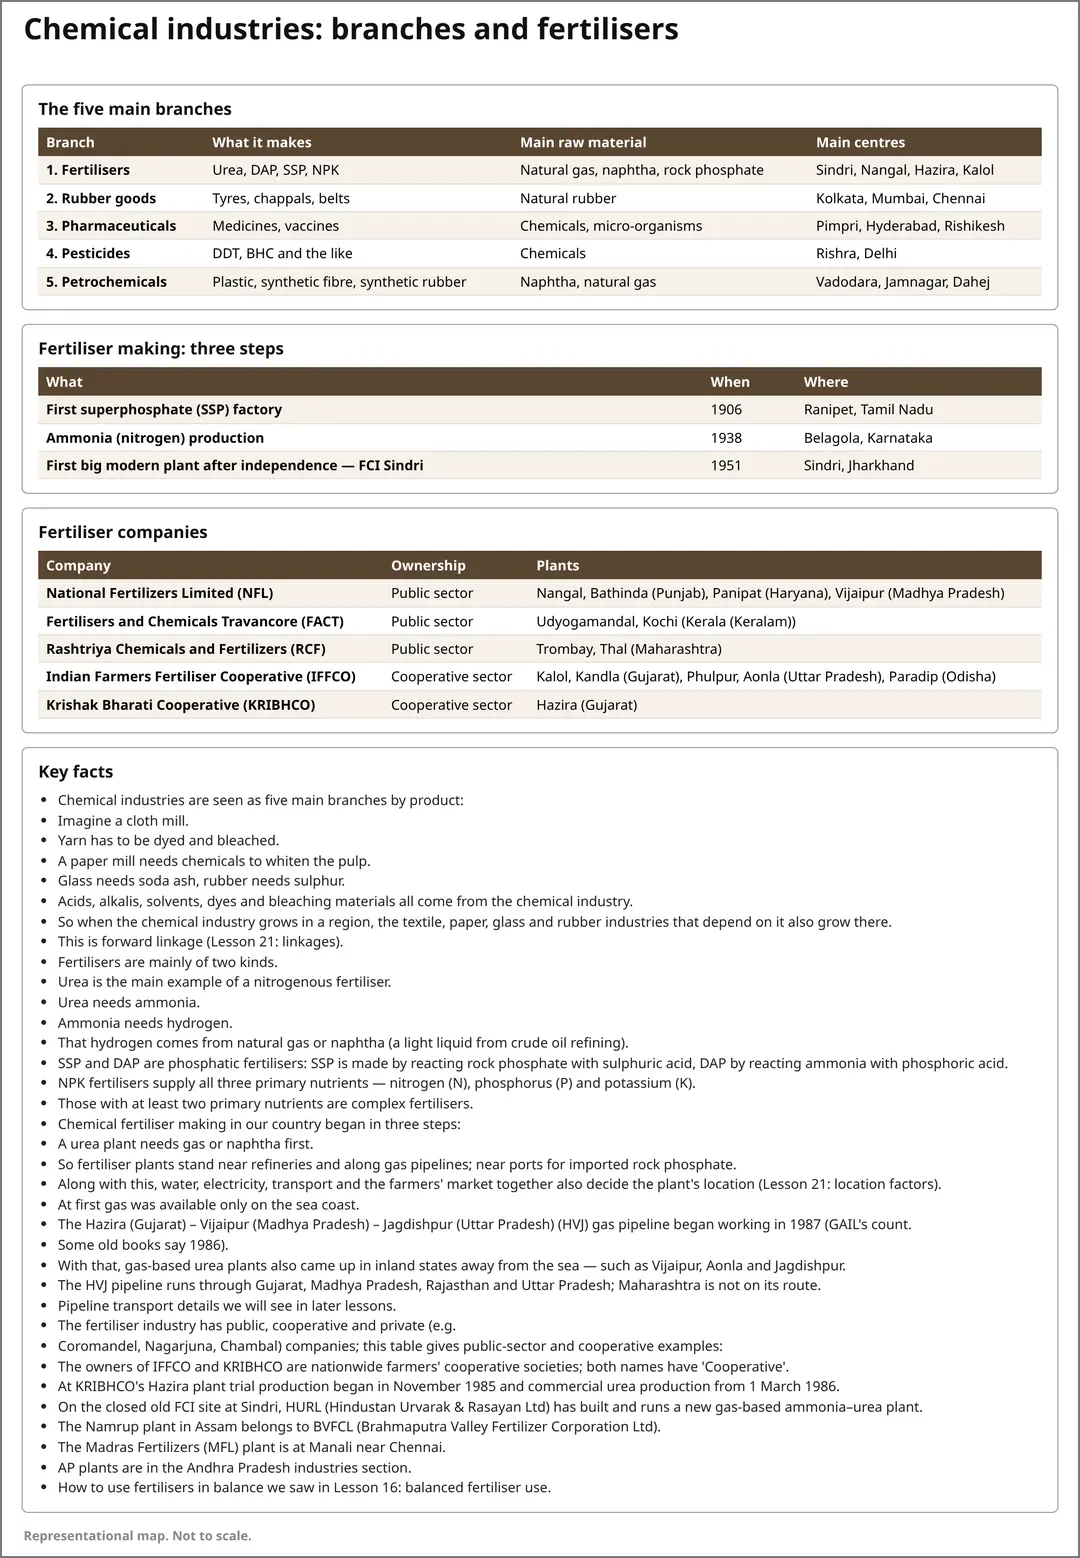 Chemical industries: branches and fertilisers
The five main branches
Branch What it makes Main raw material Main centres
1. Fertilisers Urea, DAP, SSP, NPK Natural gas, naphtha, rock phosphate Sindri, Nangal, Hazira, Kalol
2. Rubber goods Tyres, chappals, belts Natural rubber Kolkata, Mumbai, Chennai
3. Pharmaceuticals Medicines, vaccines Chemicals, micro-organisms Pimpri, Hyderabad, Rishikesh
4. Pesticides DDT, BHC and the like Chemicals Rishra, Delhi
5. Petrochemicals Plastic, synthetic fibre, synthetic rubber Naphtha, natural gas Vadodara, Jamnagar, Dahej
Fertiliser making: three steps
What When Where
First superphosphate (SSP) factory 1906 Ranipet, Tamil Nadu
Ammonia (nitrogen) production 1938 Belagola, Karnataka
First big modern plant after independence — FCI Sindri 1951 Sindri, Jharkhand
Fertiliser companies
Company Ownership Plants
National Fertilizers Limited (NFL) Public sector Nangal, Bathinda (Punjab), Panipat (Haryana), Vijaipur (Madhya Pradesh)
Fertilisers and Chemicals Travancore (FACT) Public sector Udyogamandal, Kochi (Kerala (Keralam))
Rashtriya Chemicals and Fertilizers (RCF) Public sector Trombay, Thal (Maharashtra)
Indian Farmers Fertiliser Cooperative (IFFCO) Cooperative sector Kalol, Kandla (Gujarat), Phulpur, Aonla (Uttar Pradesh), Paradip (Odisha)
Krishak Bharati Cooperative (KRIBHCO) Cooperative sector Hazira (Gujarat)
Key facts
• Chemical industries are seen as five main branches by product:
• Imagine a cloth mill.
• Yarn has to be dyed and bleached.
• A paper mill needs chemicals to whiten the pulp.
• Glass needs soda ash, rubber needs sulphur.
• Acids, alkalis, solvents, dyes and bleaching materials all come from the chemical industry.
• So when the chemical industry grows in a region, the textile, paper, glass and rubber industries that depend on it also grow there.
• This is forward linkage (Lesson 21: linkages).
• Fertilisers are mainly of two kinds.
• Urea is the main example of a nitrogenous fertiliser.
• Urea needs ammonia.
• Ammonia needs hydrogen.
• That hydrogen comes from natural gas or naphtha (a light liquid from crude oil refining).
• SSP and DAP are phosphatic fertilisers: SSP is made by reacting rock phosphate with sulphuric acid, DAP by reacting ammonia with phosphoric acid.
• NPK fertilisers supply all three primary nutrients — nitrogen (N), phosphorus (P) and potassium (K).
• Those with at least two primary nutrients are complex fertilisers.
• Chemical fertiliser making in our country began in three steps:
• A urea plant needs gas or naphtha first.
• So fertiliser plants stand near refineries and along gas pipelines; near ports for imported rock phosphate.
• Along with this, water, electricity, transport and the farmers' market together also decide the plant's location (Lesson 21: location factors).
• At first gas was available only on the sea coast.
• The Hazira (Gujarat) – Vijaipur (Madhya Pradesh) – Jagdishpur (Uttar Pradesh) (HVJ) gas pipeline began working in 1987 (GAIL's count.
• Some old books say 1986).
• With that, gas-based urea plants also came up in inland states away from the sea — such as Vijaipur, Aonla and Jagdishpur.
• The HVJ pipeline runs through Gujarat, Madhya Pradesh, Rajasthan and Uttar Pradesh; Maharashtra is not on its route.
• Pipeline transport details we will see in later lessons.
• The fertiliser industry has public, cooperative and private (e.g.
• Coromandel, Nagarjuna, Chambal) companies; this table gives public-sector and cooperative examples:
• The owners of IFFCO and KRIBHCO are nationwide farmers' cooperative societies; both names have 'Cooperative'.
• At KRIBHCO's Hazira plant trial production began in November 1985 and commercial urea production from 1 March 1986.
• On the closed old FCI site at Sindri, HURL (Hindustan Urvarak & Rasayan Ltd) has built and runs a new gas-based ammonia–urea plant.
• The Namrup plant in Assam belongs to BVFCL (Brahmaputra Valley Fertilizer Corporation Ltd).
• The Madras Fertilizers (MFL) plant is at Manali near Chennai.
• AP plants are in the Andhra Pradesh industries section.
• How to use fertilisers in balance we saw in Lesson 16: balanced fertiliser use.
Representational map. Not to scale.